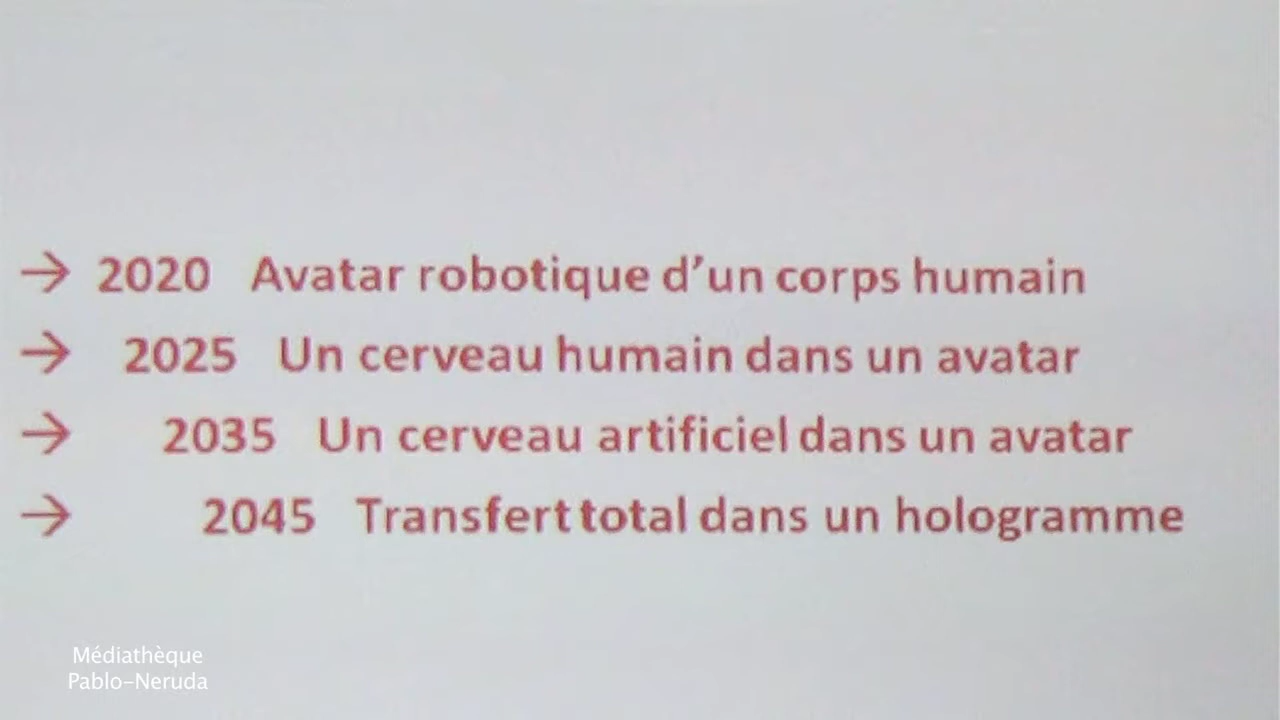 → 2020 Avatar robotique d’un corps humain
→ 2025 Un cerveau humain dans un avatar
→ 2035 Un cerveau artificiel dans un avatar
→ 2045 Transfert total dans un hologramme
Médiathèque
Pablo-Neruda